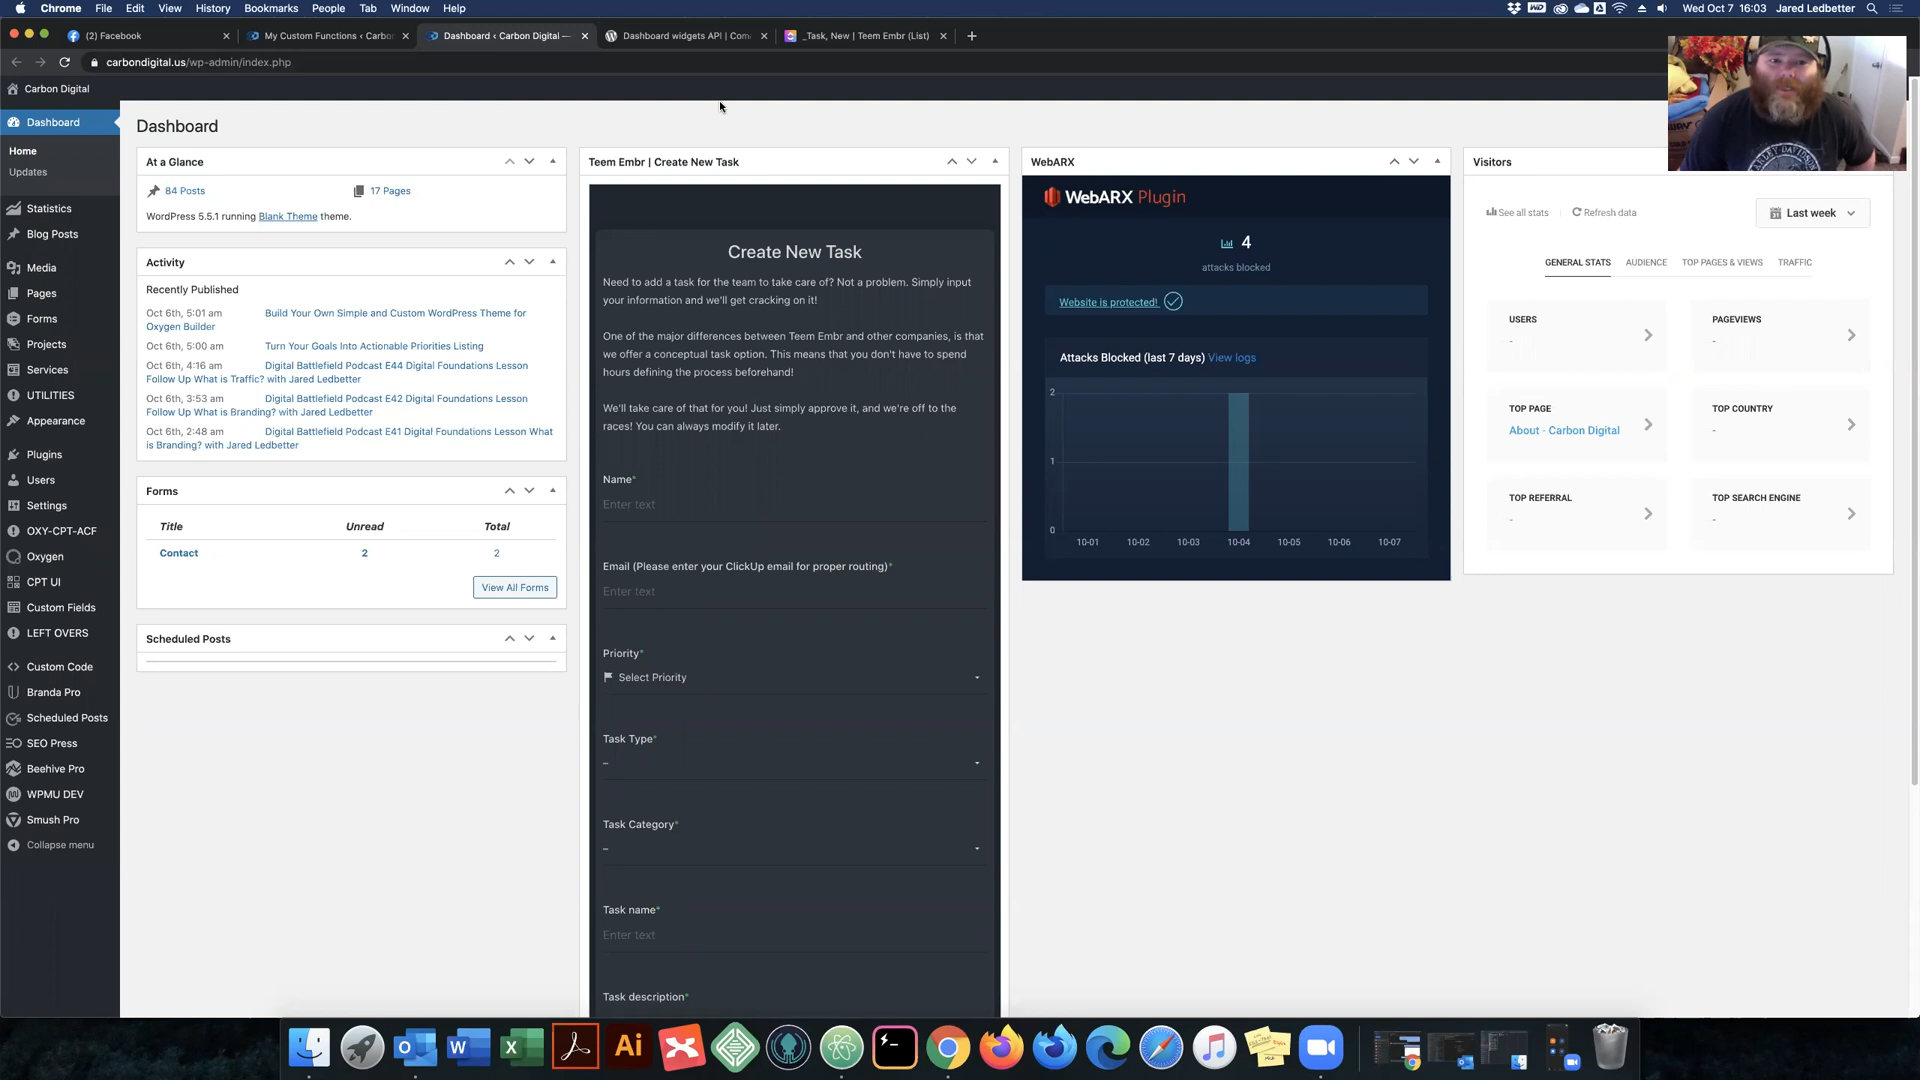 Chrome File Edit View History Bookmarks People Tab Window Help
Wed Oct 7 16:03 Jared Ledbetter
(2) Facebook
My Custom Functions ‹ Carbon
Dashboard ‹ Carbon Digital —
Dashboard widgets API | Com
_Task, New | Teem Embr (List)
carbondigital.us/wp-admin/index.php
Carbon Digital
Dashboard
Home
Updates
Statistics
Blog Posts
Media
Pages
Forms
Projects
Services
UTILITIES
Appearance
Plugins
Users
Settings
OXY-CPT-ACF
Oxygen
CPT UI
Custom Fields
LEFT OVERS
Custom Code
Branda Pro
Scheduled Posts
SEO Press
Beehive Pro
WPMU DEV
Smush Pro
Collapse menu
Dashboard
At a Glance
84 Posts 17 Pages
WordPress 5.5.1 running Blank Theme theme.
Activity
Recently Published
Oct 6th, 5:01 am Build Your Own Simple and Custom WordPress Theme for
Oxygen Builder
Oct 6th, 5:00 am Turn Your Goals Into Actionable Priorities Listing
Oct 6th, 4:16 am Digital Battlefield Podcast E44 Digital Foundations Lesson
Follow Up What is Traffic? with Jared Ledbetter
Oct 6th, 3:53 am Digital Battlefield Podcast E42 Digital Foundations Lesson
Follow Up What is Branding? with Jared Ledbetter
Oct 6th, 2:48 am Digital Battlefield Podcast E41 Digital Foundations Lesson What
is Branding? with Jared Ledbetter
Forms
Title Unread Total
Contact 2 2
View All Forms
Scheduled Posts
Teem Embr | Create New Task
Create New Task
Need to add a task for the team to take care of? Not a problem. Simply input
your information and we'll get cracking on it!
One of the major differences between Teem Embr and other companies, is that
we offer a conceptual task option. This means that you don't have to spend
hours defining the process beforehand!
We'll take care of that for you! Just simply approve it, and we're off to the
races! You can always modify it later.
Name*
Enter text
Email (Please enter your ClickUp email for proper routing)*
Enter text
Priority*
Select Priority
Task Type*
–
Task Category*
–
Task name*
Enter text
Task description*
WebARX
WebARX Plugin
4
attacks blocked
Website is protected!
Attacks Blocked (last 7 days) View logs
2
1
0
10-01 10-02 10-03 10-04 10-05 10-06 10-07
Visitors
See all stats Refresh data Last week
GENERAL STATS AUDIENCE TOP PAGES & VIEWS TRAFFIC
USERS PAGEVIEWS
- -
TOP PAGE TOP COUNTRY
About - Carbon Digital -
TOP REFERRAL TOP SEARCH ENGINE
- -